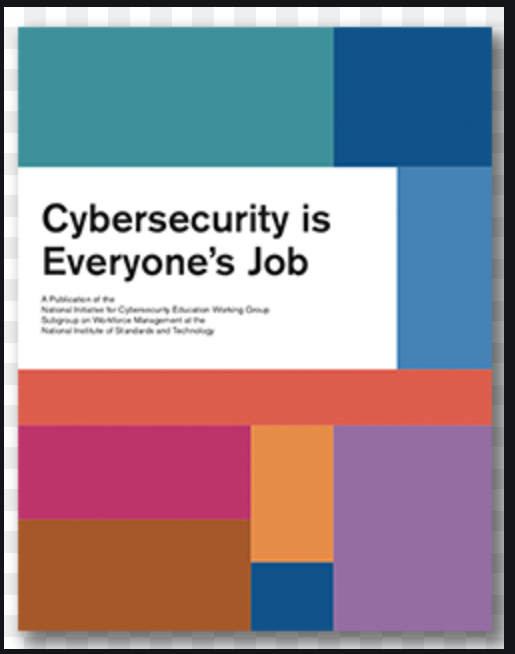 Cybersecurity is
Everyone's Job
A Publication of the
National Initiative for Cybersecurity Education Working Group
Subgroup on Workforce Management at the
National Institute of Standards and Technology